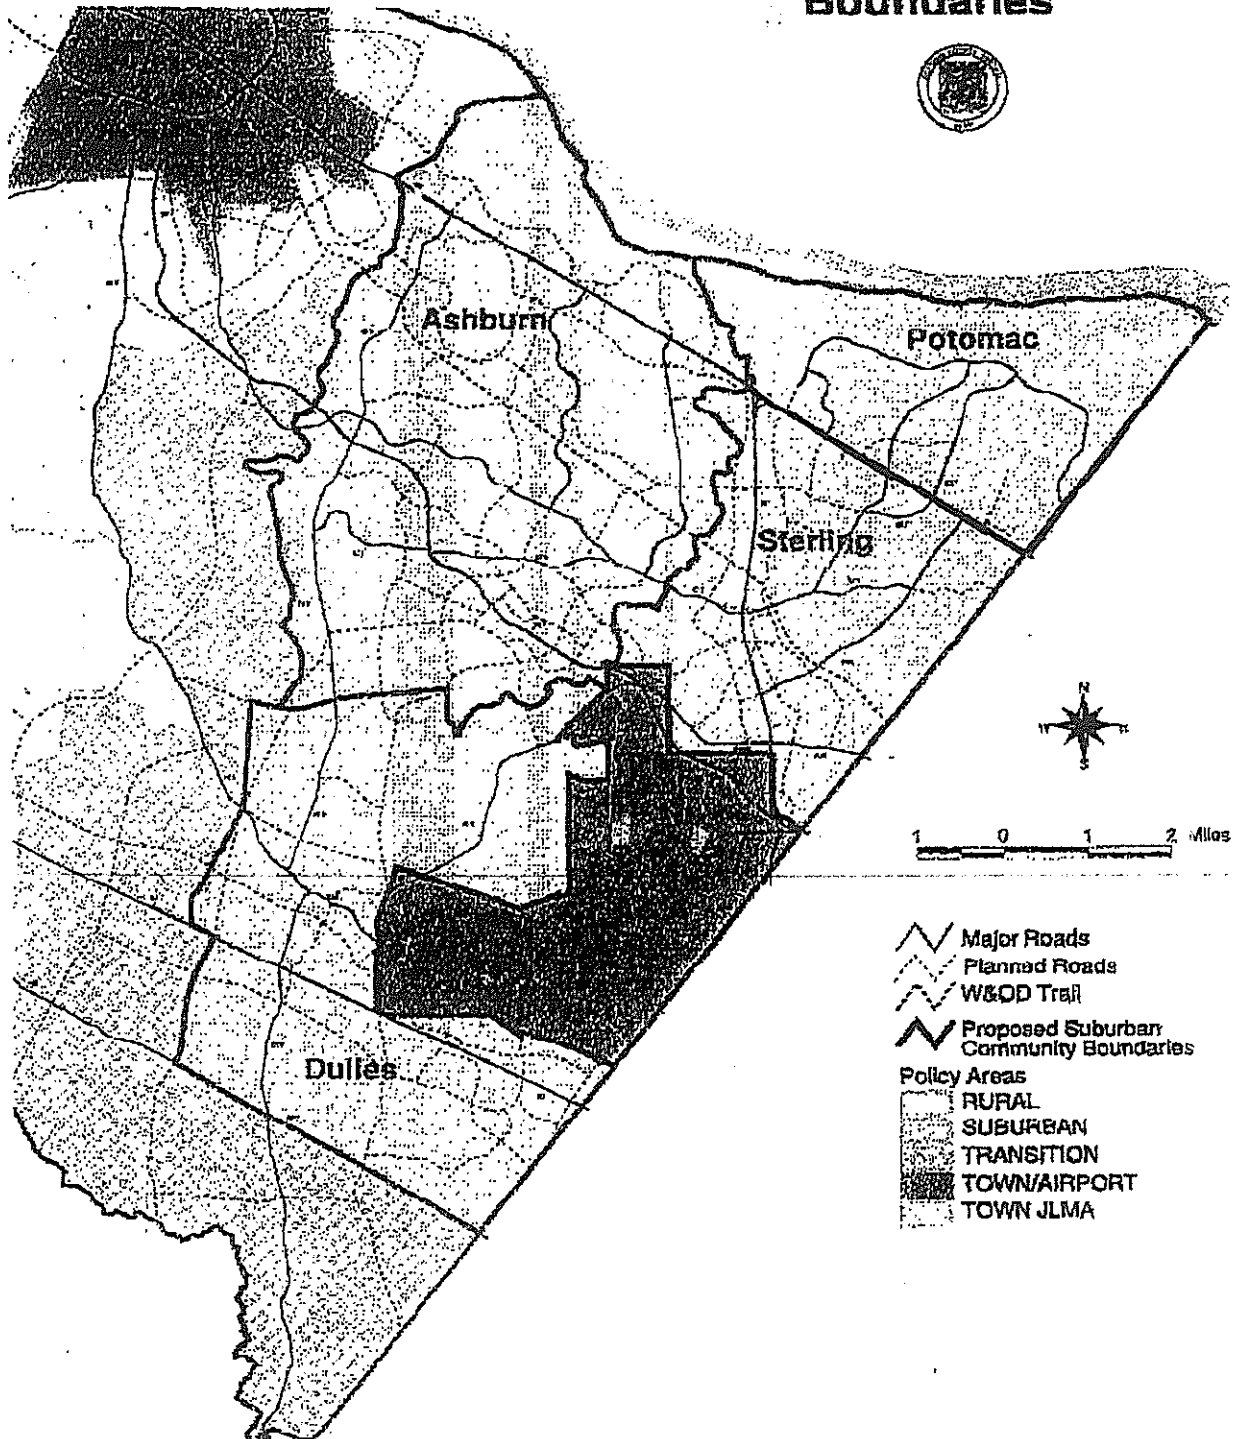 Boundaries
Ashburn
Potomac
Sterling
N
S
1 0 1 2 Miles
Dulles
Major Roads
Planned Roads
W&OD Trail
Proposed Suburban
Community Boundaries
Policy Areas
RURAL
SUBURBAN
TRANSITION
TOWN/AIRPORT
TOWN JLMA